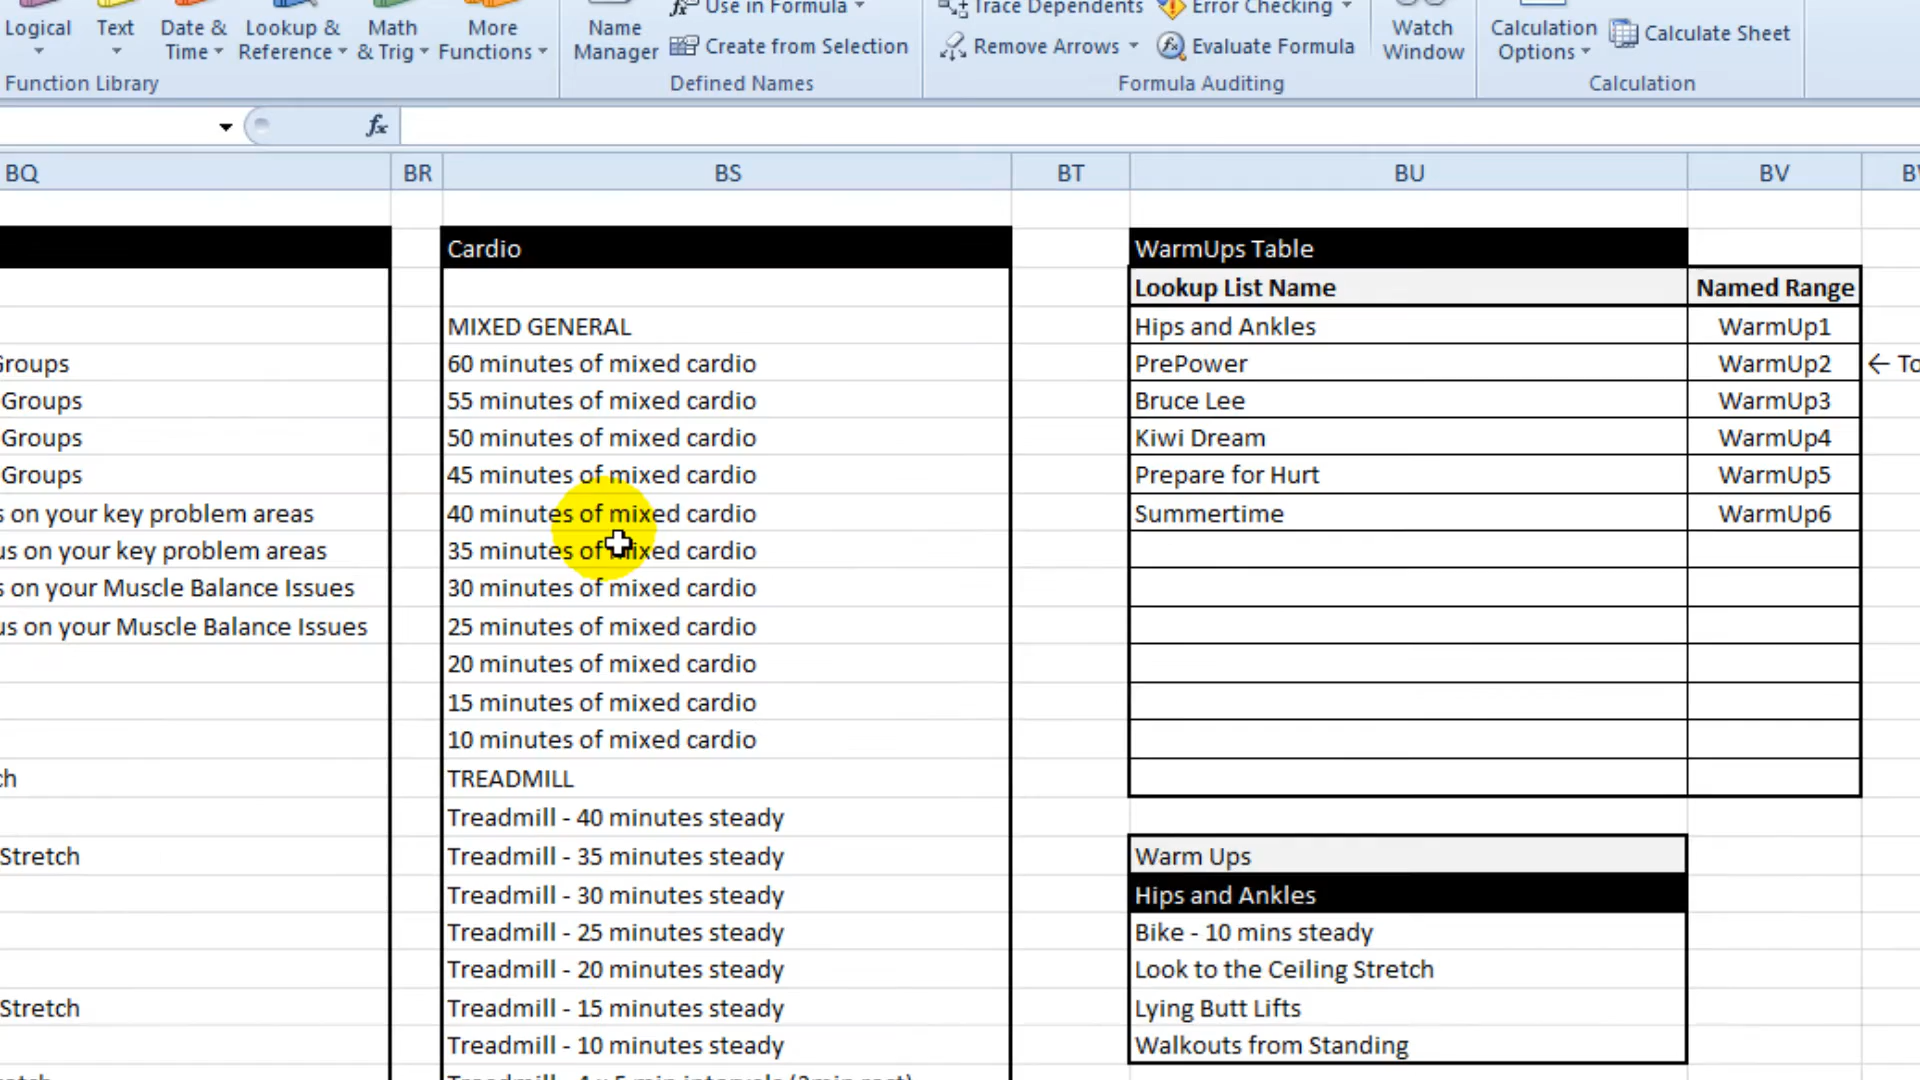 Logical
Text
Date & Time
Lookup & Reference
Math & Trig
More Functions
Function Library
Name Manager
Use in Formula
Create from Selection
Defined Names
Trace Dependents
Remove Arrows
Error Checking
Evaluate Formula
Formula Auditing
Watch Window
Calculation Options
Calculate Sheet
Calculation
fx
BQ BR BS BT BU BV
Groups
Groups
Groups
Groups
s on your key problem areas
us on your key problem areas
s on your Muscle Balance Issues
us on your Muscle Balance Issues
ch
Stretch
Stretch
Cardio
MIXED GENERAL
60 minutes of mixed cardio
55 minutes of mixed cardio
50 minutes of mixed cardio
45 minutes of mixed cardio
40 minutes of mixed cardio
35 minutes of mixed cardio
30 minutes of mixed cardio
25 minutes of mixed cardio
20 minutes of mixed cardio
15 minutes of mixed cardio
10 minutes of mixed cardio
TREADMILL
Treadmill - 40 minutes steady
Treadmill - 35 minutes steady
Treadmill - 30 minutes steady
Treadmill - 25 minutes steady
Treadmill - 20 minutes steady
Treadmill - 15 minutes steady
Treadmill - 10 minutes steady
WarmUps Table
Lookup List Name Named Range
Hips and Ankles WarmUp1
PrePower WarmUp2 ← To
Bruce Lee WarmUp3
Kiwi Dream WarmUp4
Prepare for Hurt WarmUp5
Summertime WarmUp6
Warm Ups
Hips and Ankles
Bike - 10 mins steady
Look to the Ceiling Stretch
Lying Butt Lifts
Walkouts from Standing